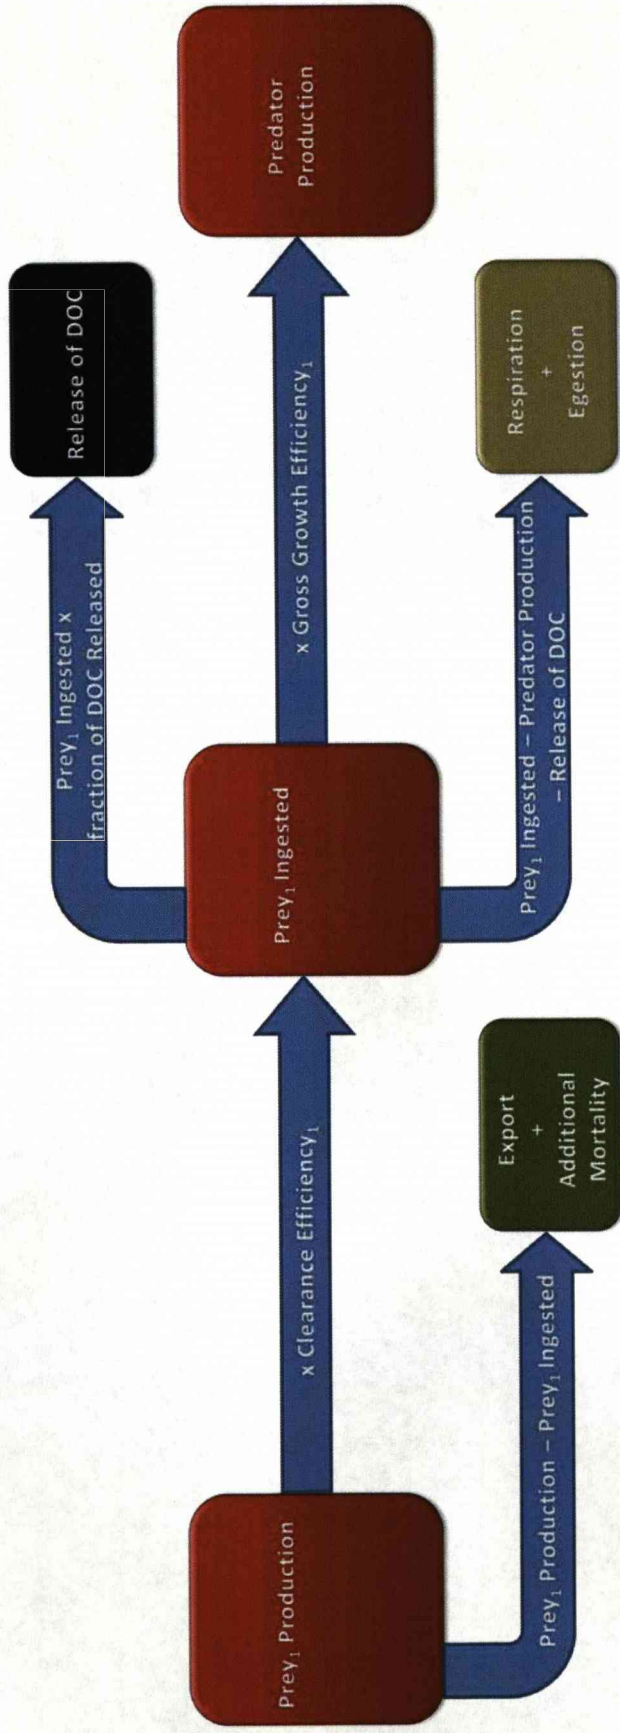 Prey₁ Production
x Clearance Efficiency₁
Prey₁ Production – Prey₁ Ingested
Export
+
Additional
Mortality
Prey₁ Ingested
Prey₁ Ingested x
fraction of DOC Released
Release of DOC
x Gross Growth Efficiency₁
Predator
Production
Prey₁ Ingested – Predator Production
– Release of DOC
Respiration
+
Egestion